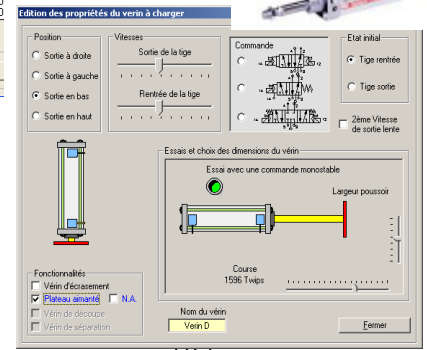 Edition des propriétés du verin à charger
Position
Sortie à droite
Sortie à gauche
Sortie en bas
Sortie en haut
Vitesses
Sortie de la tige
Rentrée de la tige
Commande
Etat initial
Tige rentrée
Tige sortie
2ème Vitesse
de sortie lente
Essais et choix des dimensions du vérin
Essai avec une commande monostable
Largeur poussoir
Course
1596 Twips
Fonctionnalités
Vérin d'écrasement
Plateau aimanté
N.A.
Vérin de découpe
Vérin de séparation
Nom du vérin
Verin D
Fermer